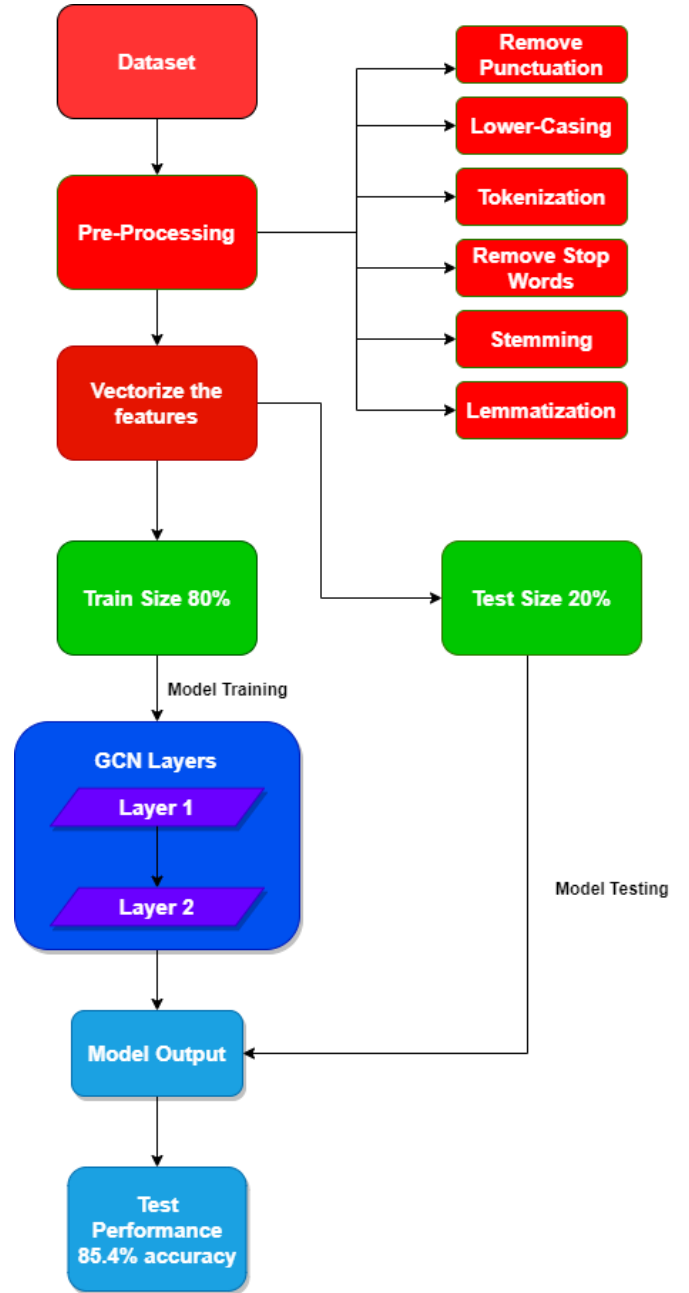 Dataset
Remove
Punctuation
Lower-Casing
Pre-Processing
Tokenization
Remove Stop
Words
Stemming
Lemmatization
Vectorize the
features
Train Size 80%
Test Size 20%
Model Training
GCN Layers
Layer 1
Layer 2
Model Testing
Model Output
Test
Performance
85.4% accuracy